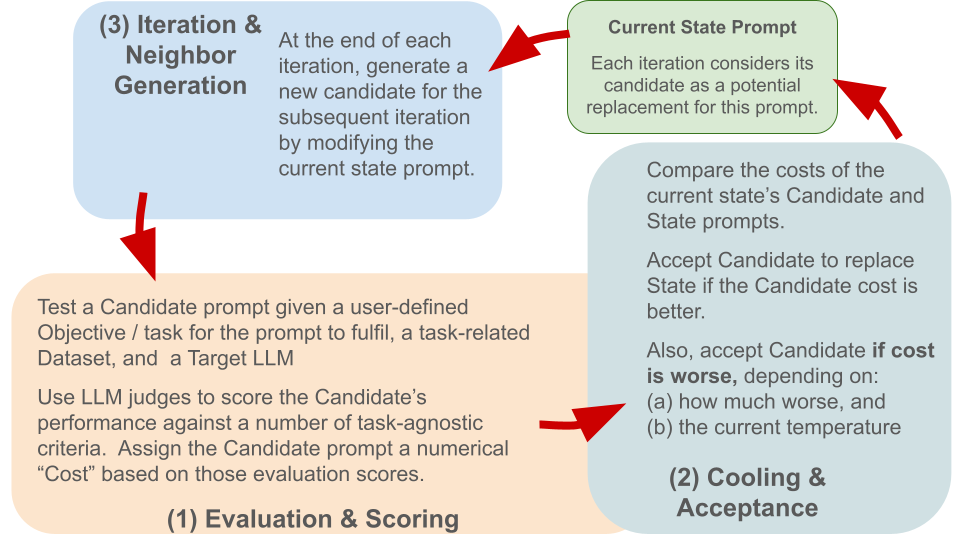 (3) Iteration &
Neighbor
Generation
At the end of each
iteration, generate a
new candidate for the
subsequent iteration
by modifying the
current state prompt.
Current State Prompt
Each iteration considers its
candidate as a potential
replacement for this prompt.
Test a Candidate prompt given a user-defined
Objective / task for the prompt to fulfil, a task-related
Dataset, and  a Target LLM
Use LLM judges to score the Candidate's
performance against a number of task-agnostic
criteria.  Assign the Candidate prompt a numerical
“Cost” based on those evaluation scores.
(1) Evaluation & Scoring
Compare the costs of the
current state's Candidate and
State prompts.
Accept Candidate to replace
State if the Candidate cost is
better.
Also, accept Candidate if cost
is worse, depending on:
(a) how much worse, and
(b) the current temperature
(2) Cooling &
Acceptance